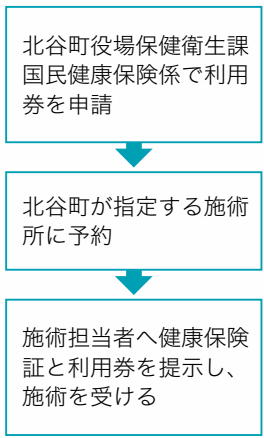 北谷町役場保健衛生課
国民健康保険係で利用
券を申請
北谷町が指定する施術
所に予約
施術担当者へ健康保険
証と利用券を提示し、
施術を受ける